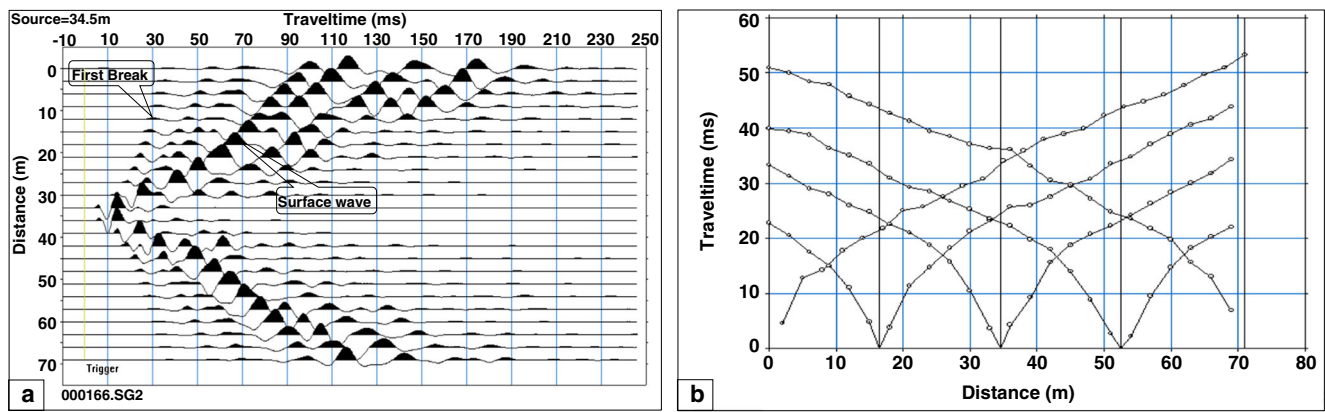 Source=34.5m
Traveltime (ms)
-10 10 30 50 70 90 110 130 150 170 190 210 230 250
First Break
Surface wave
Distance (m)
0
10
20
30
40
50
60
70
Trigger
a
000166.SG2
60
50
40
30
20
10
0
Traveltime (ms)
0 10 20 30 40 50 60 70 80
Distance (m)
b